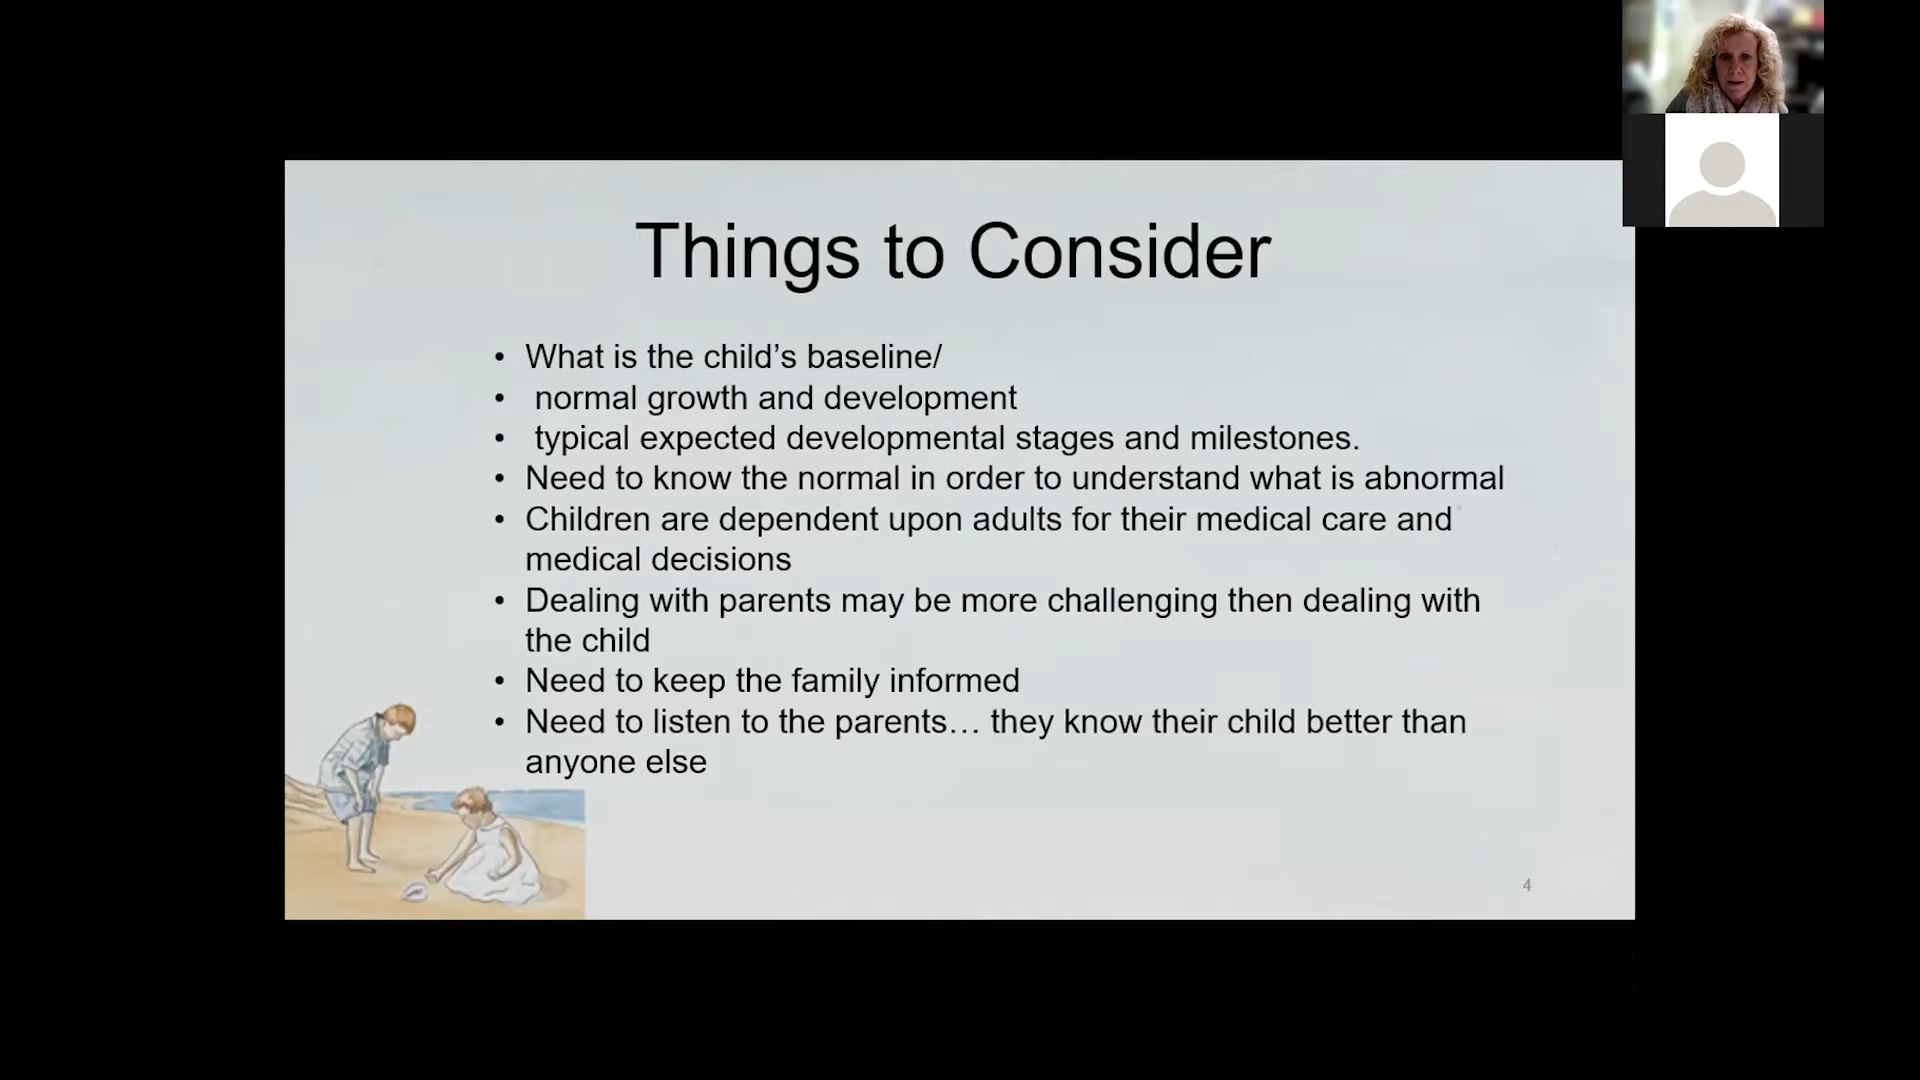 Things to Consider
• What is the child’s baseline/
• normal growth and development
• typical expected developmental stages and milestones.
• Need to know the normal in order to understand what is abnormal
• Children are dependent upon adults for their medical care and
medical decisions
• Dealing with parents may be more challenging then dealing with
the child
• Need to keep the family informed
• Need to listen to the parents… they know their child better than
anyone else
4